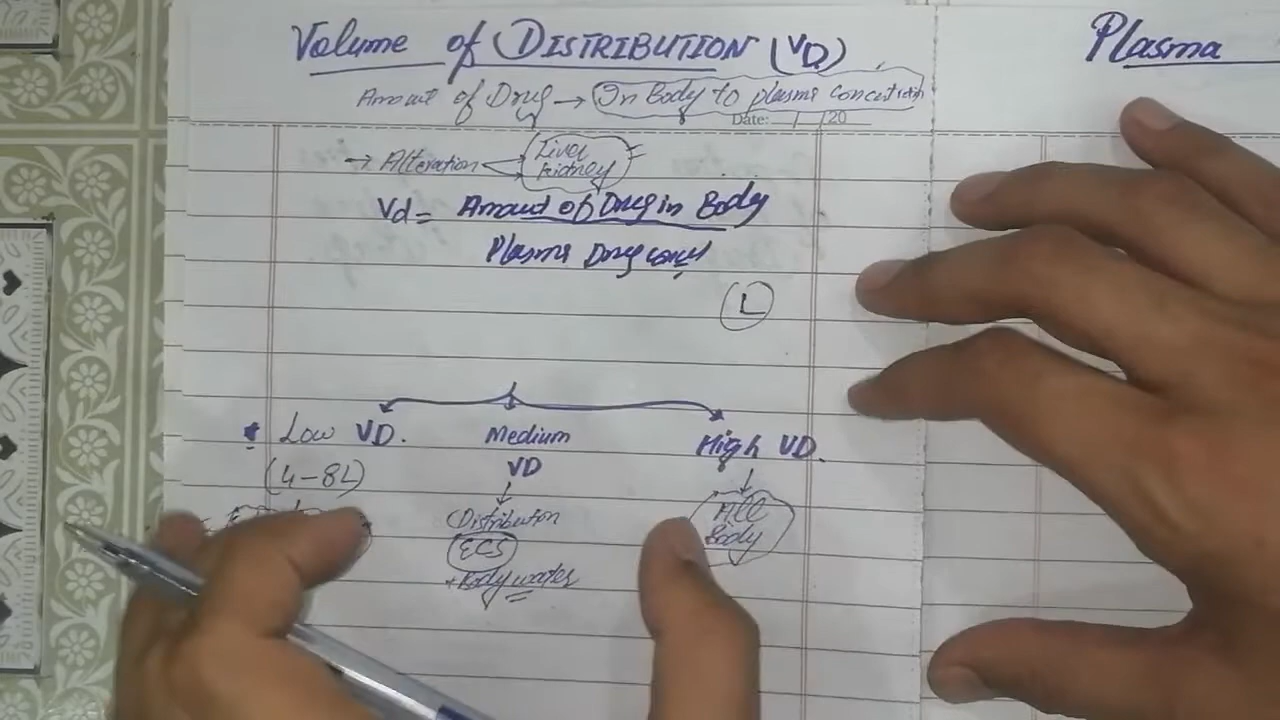 Volume of DISTRIBUTION (VD)
Amount of Drug → In Body to plasma concentration
Date: / /20
→ Alteration Liver
Kidney
Vd = Amount of Drug in Body
Plasma Drug conc
L
Low VD. Medium High VD.
(4-8L) VD
Distribution All
ECS Body
+ Body water
Plasma